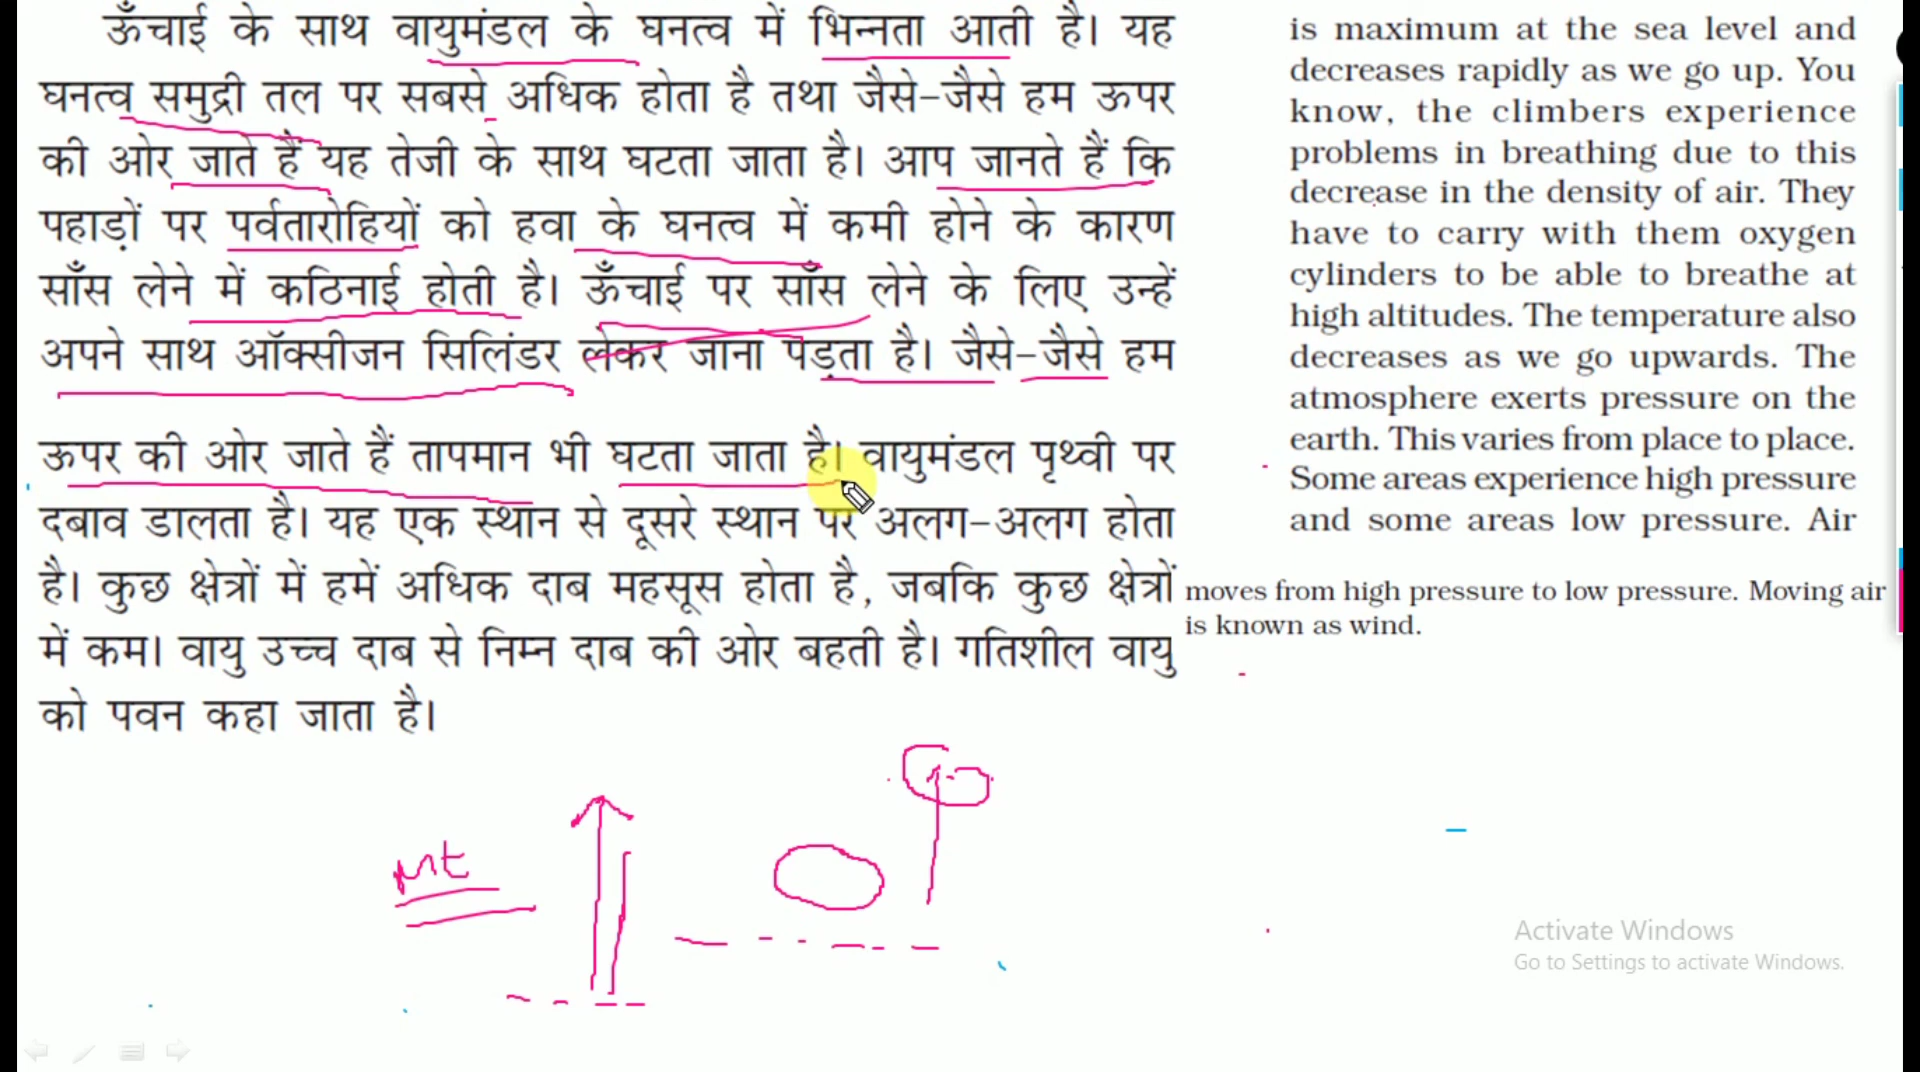 ऊँचाई के साथ वायुमंडल के घनत्व में भिन्नता आती है। यह
घनत्व समुद्री तल पर सबसे अधिक होता है तथा जैसे-जैसे हम ऊपर
की ओर जाते हैं यह तेजी के साथ घटता जाता है। आप जानते हैं कि
पहाड़ों पर पर्वतारोहियों को हवा के घनत्व में कमी होने के कारण
साँस लेने में कठिनाई होती है। ऊँचाई पर साँस लेने के लिए उन्हें
अपने साथ ऑक्सीजन सिलिंडर लेकर जाना पड़ता है। जैसे-जैसे हम
ऊपर की ओर जाते हैं तापमान भी घटता जाता है। वायुमंडल पृथ्वी पर
दबाव डालता है। यह एक स्थान से दूसरे स्थान पर अलग-अलग होता
है। कुछ क्षेत्रों में हमें अधिक दाब महसूस होता है, जबकि कुछ क्षेत्रों
में कम। वायु उच्च दाब से निम्न दाब की ओर बहती है। गतिशील वायु
को पवन कहा जाता है।
is maximum at the sea level and
decreases rapidly as we go up. You
know, the climbers experience
problems in breathing due to this
decrease in the density of air. They
have to carry with them oxygen
cylinders to be able to breathe at
high altitudes. The temperature also
decreases as we go upwards. The
atmosphere exerts pressure on the
earth. This varies from place to place.
Some areas experience high pressure
and some areas low pressure. Air
moves from high pressure to low pressure. Moving air
is known as wind.
Mt
Activate Windows
Go to Settings to activate Windows.